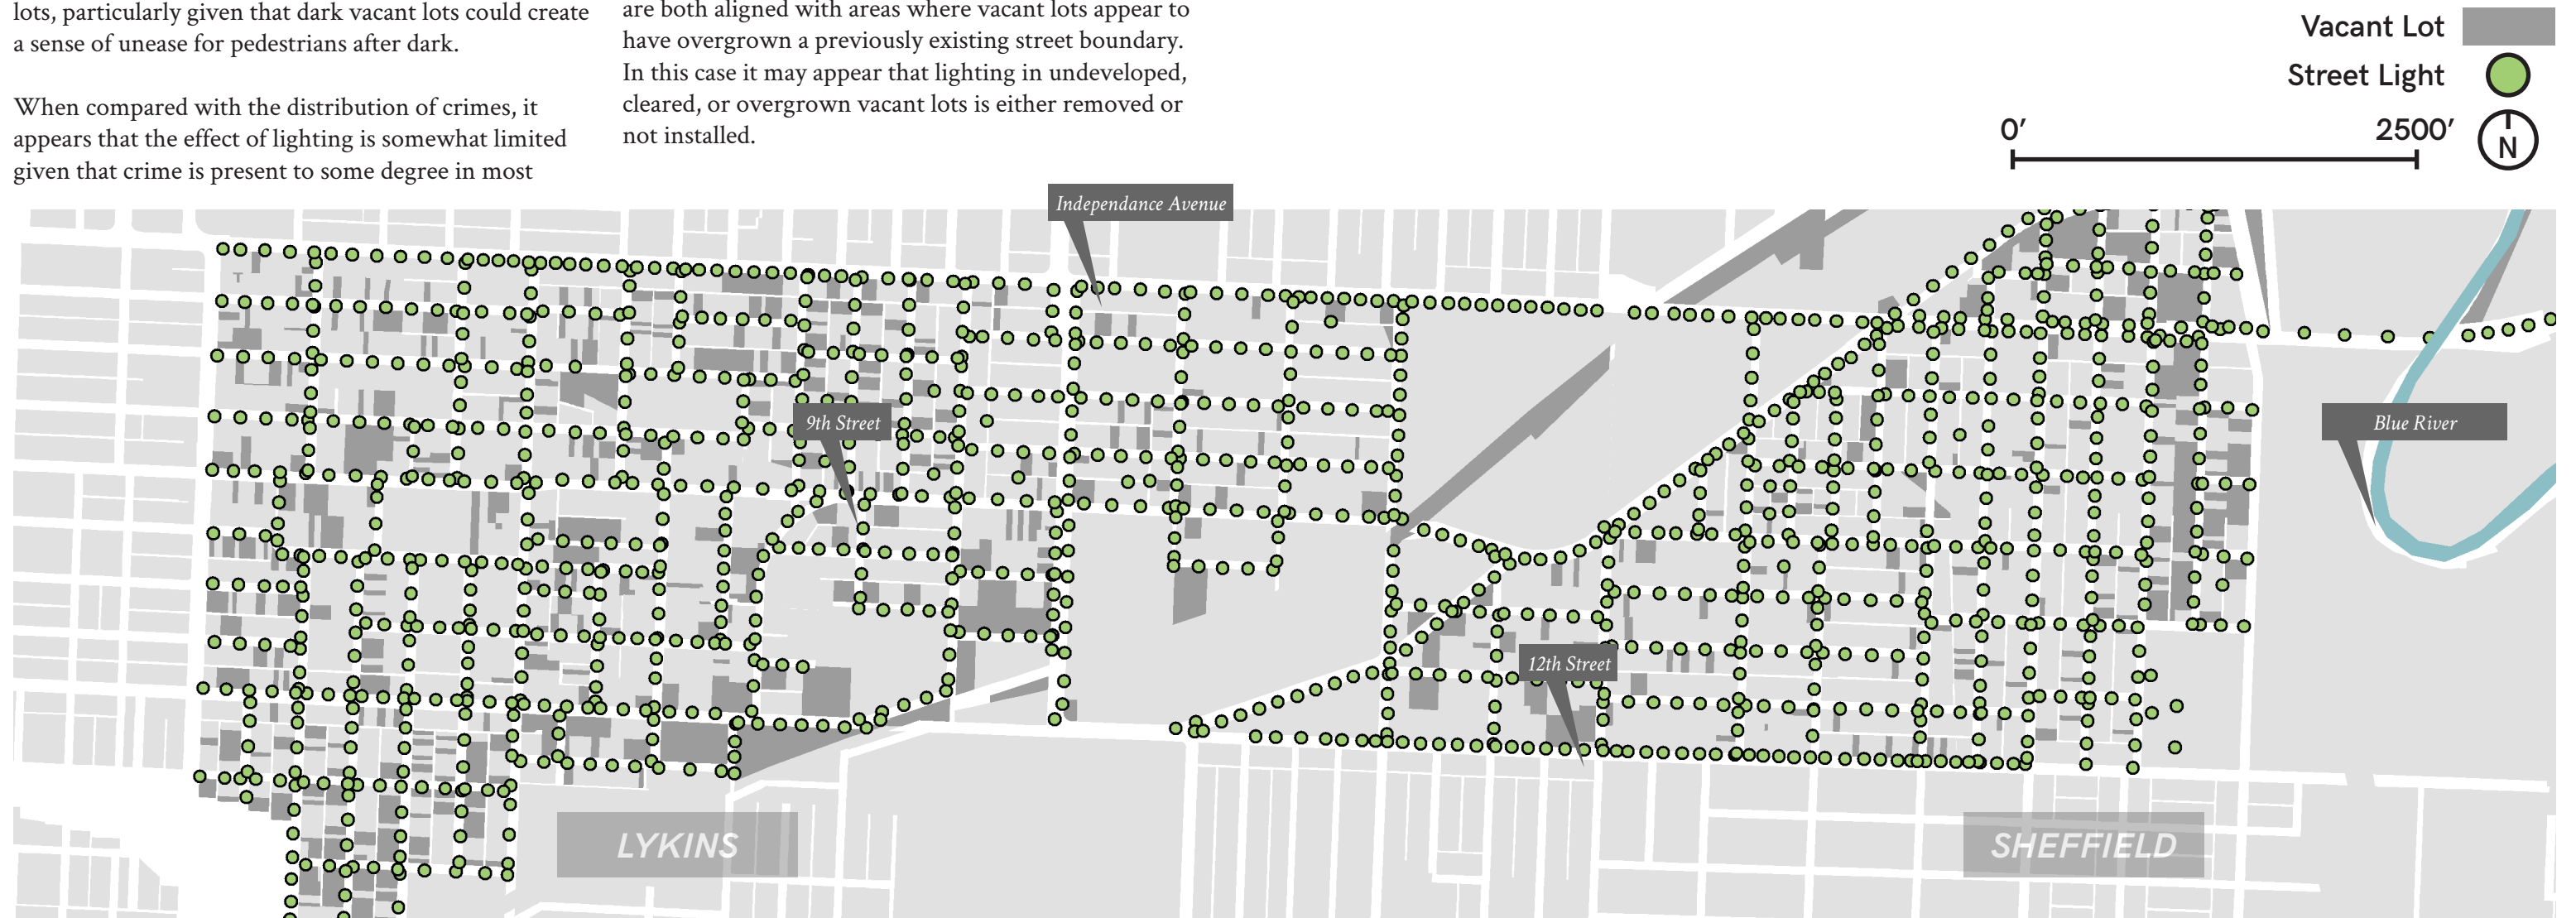 lots, particularly given that dark vacant lots could create
a sense of unease for pedestrians after dark.
When compared with the distribution of crimes, it
appears that the effect of lighting is somewhat limited
given that crime is present to some degree in most
are both aligned with areas where vacant lots appear to
have overgrown a previously existing street boundary.
In this case it may appear that lighting in undeveloped,
cleared, or overgrown vacant lots is either removed or
not installed.
Vacant Lot
Street Light
0’ 2500’
N
Independance Avenue
9th Street
Blue River
12th Street
LYKINS
SHEFFIELD